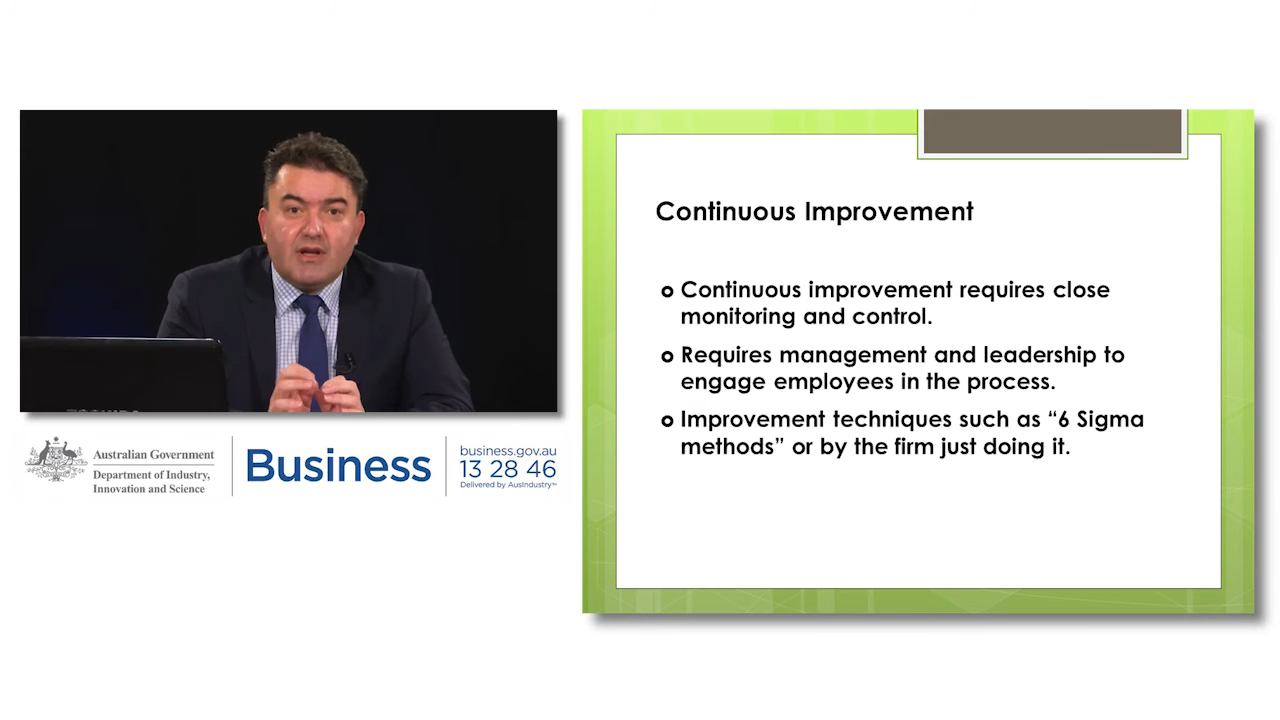 Australian Government
Department of Industry,
Innovation and Science
Business
business.gov.au
13 28 46
Delivered by AusIndustry™
Continuous Improvement
o Continuous improvement requires close
monitoring and control.
o Requires management and leadership to
engage employees in the process.
o Improvement techniques such as “6 Sigma
methods” or by the firm just doing it.